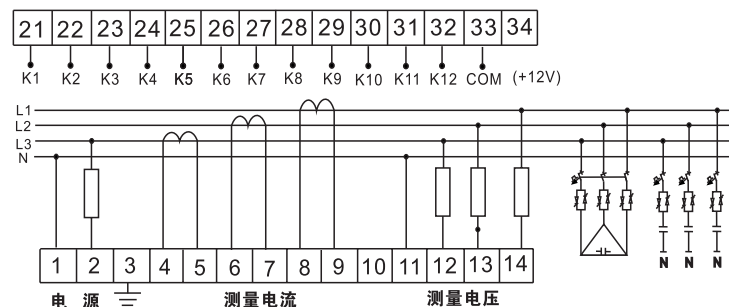 21 22 23 24 25 26 27 28 29 30 31 32 33 34
K1 K2 K3 K4 K5 K6 K7 K8 K9 K10 K11 K12 COM (+12V)
L1
L2
L3
N
N N N
1 2 3 4 5 6 7 8 9 10 11 12 13 14
电 源 测量电流 测量电压